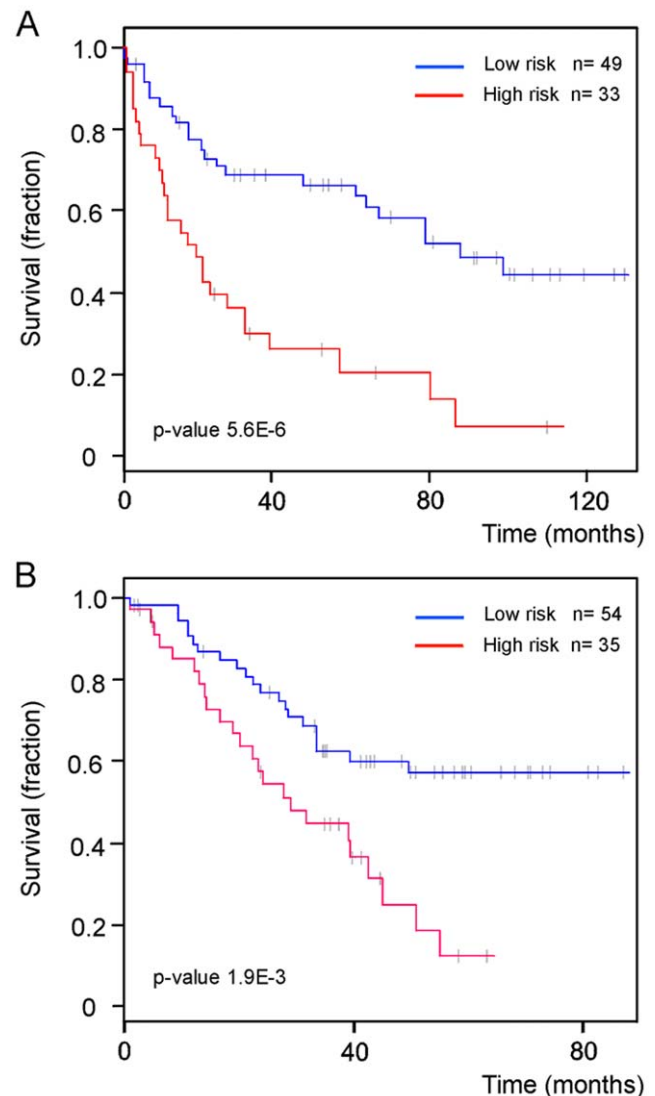 A
1.0
0.8
0.6
0.4
0.2
0
Survival (fraction)
Low risk n= 49
High risk n= 33
p-value 5.6E-6
0 40 80 120
Time (months)
B
1.0
0.8
0.6
0.4
0.2
0
Survival (fraction)
Low risk n= 54
High risk n= 35
p-value 1.9E-3
0 40 80
Time (months)